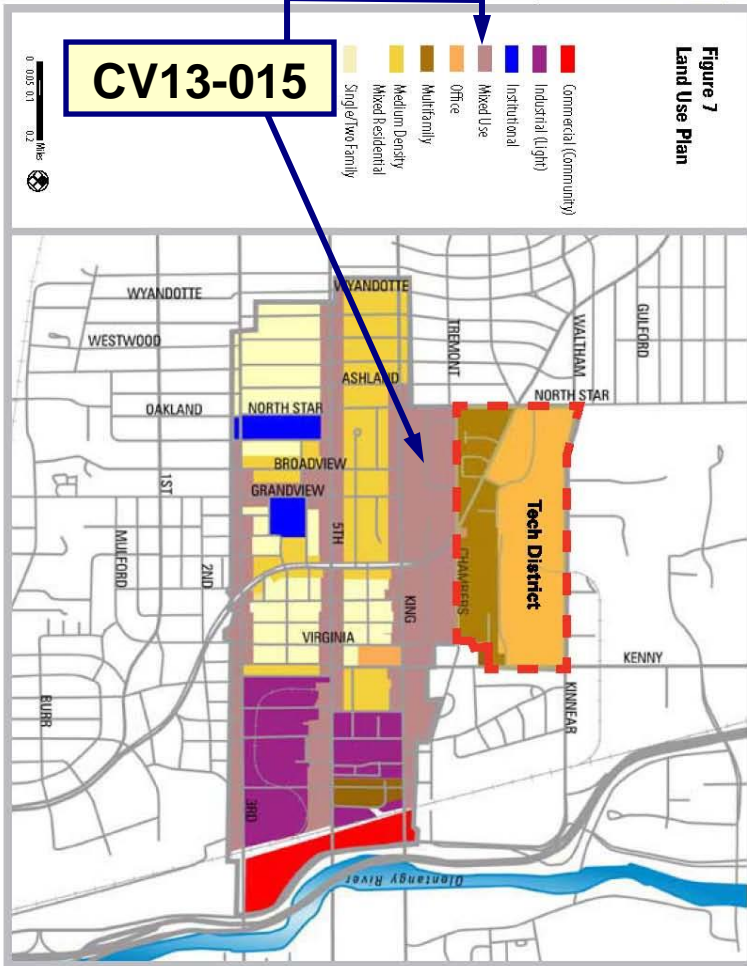 CV13-015
Figure 7
Land Use Plan
Commercial (Community)
Industrial (Light)
Institutional
Mixed Use
Office
Multifamily
Medium Density
Mixed Residential
Single/Two Family
0 0.05 0.1 0.2
Miles
WYANDOTTE
WYANDOTTE
WESTWOOD
TREMONT
WALTHAM
GULFORD
ASHLAND
NORTH STAR
OAKLAND
NORTH STAR
BROADVIEW
GRANDVIEW
1ST
5TH
Tech District
MULFORD
2ND
CHAMBERS
KING
VIRGINIA
KENNY
KINNEAR
BURR
3RD
Olentangy River